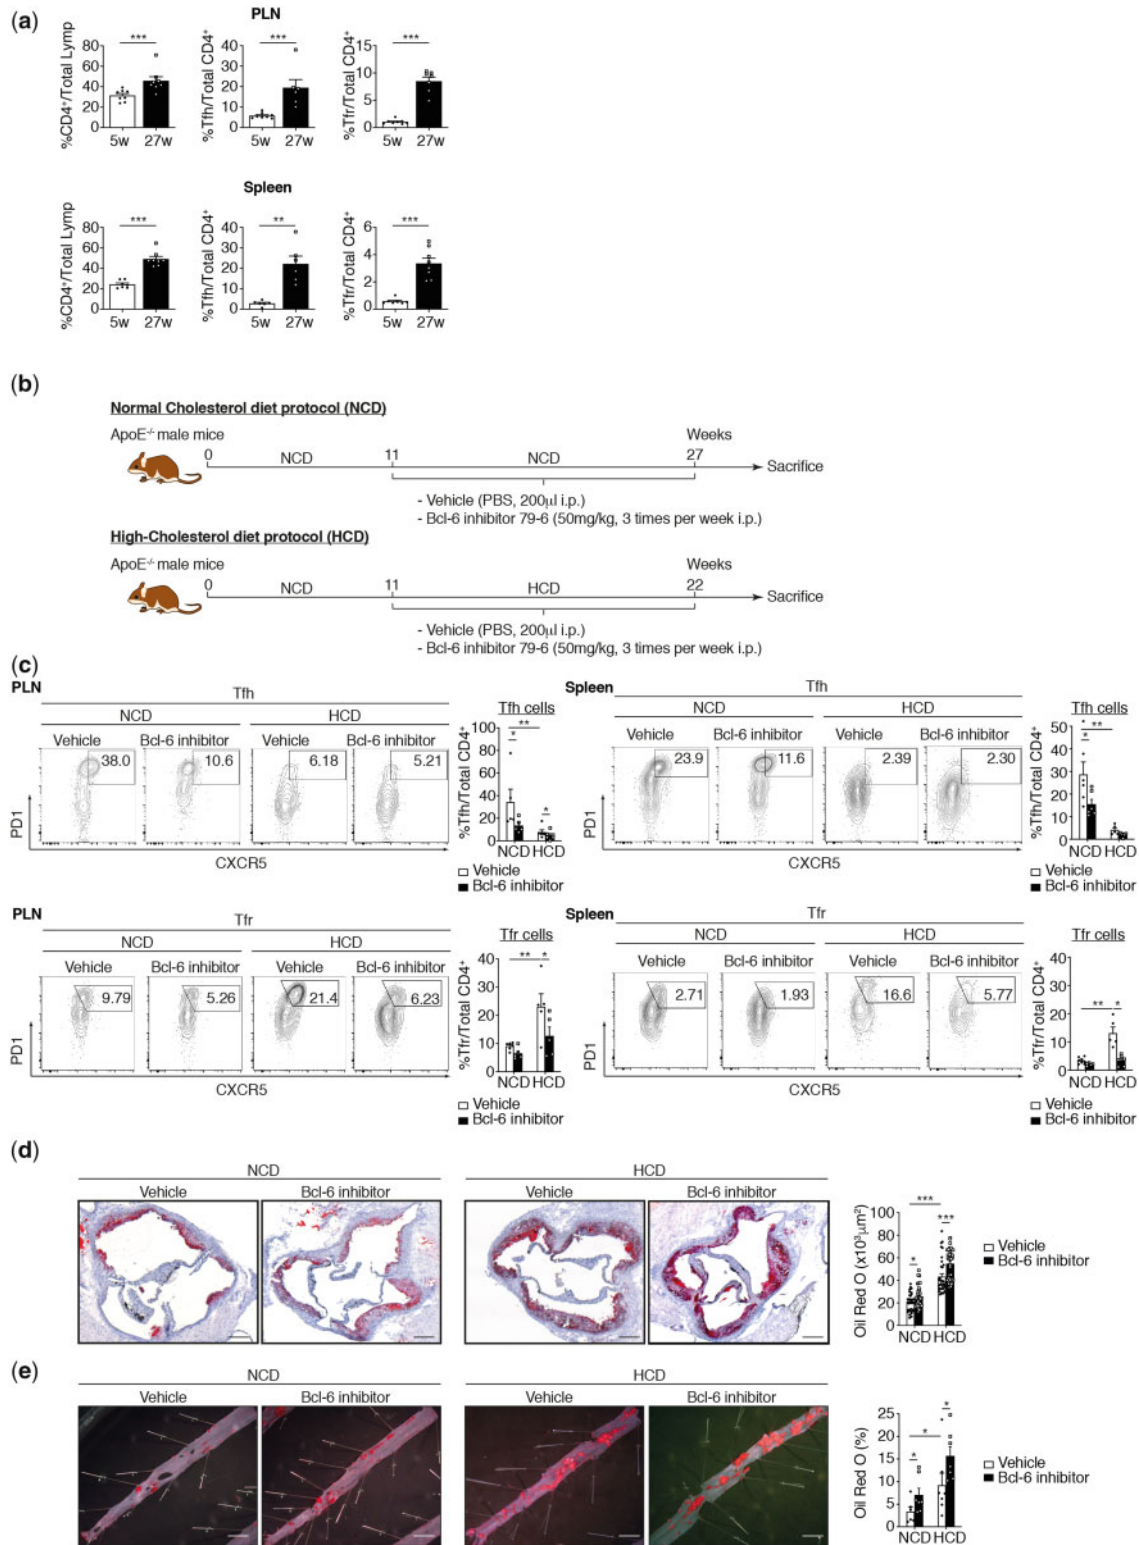 (a)
PLN
***
***
***
%CD4⁺/Total Lymp
80
60
40
20
0
5w 27w
%Tfh/Total CD4⁺
40
30
20
10
0
5w 27w
%Tfr/Total CD4⁺
15
10
5
0
5w 27w
Spleen
***
**
***
%CD4⁺/Total Lymp
80
60
40
20
0
5w 27w
%Tfh/Total CD4⁺
40
30
20
10
0
5w 27w
%Tfr/Total CD4⁺
6
4
2
0
5w 27w
(b)
Normal Cholesterol diet protocol (NCD)
ApoE⁻/⁻ male mice
Weeks
0 11 27
NCD NCD
Sacrifice
- Vehicle (PBS, 200µl i.p.)
- Bcl-6 inhibitor 79-6 (50mg/kg, 3 times per week i.p.)
High-Cholesterol diet protocol (HCD)
ApoE⁻/⁻ male mice
Weeks
0 11 22
NCD HCD
Sacrifice
- Vehicle (PBS, 200µl i.p.)
- Bcl-6 inhibitor 79-6 (50mg/kg, 3 times per week i.p.)
(c)
PLN
Tfh
NCD HCD
Vehicle Bcl-6 inhibitor Vehicle Bcl-6 inhibitor
38.0 10.6 6.18 5.21
PD1
CXCR5
Tfh cells
%Tfh/Total CD4⁺
100
80
60
40
20
0
**
*
*
NCD HCD
Vehicle
Bcl-6 inhibitor
Spleen
Tfh
NCD HCD
Vehicle Bcl-6 inhibitor Vehicle Bcl-6 inhibitor
23.9 11.6 2.39 2.30
PD1
CXCR5
Tfh cells
%Tfh/Total CD4⁺
50
40
30
20
10
0
**
*
NCD HCD
Vehicle
Bcl-6 inhibitor
PLN
Tfr
NCD HCD
Vehicle Bcl-6 inhibitor Vehicle Bcl-6 inhibitor
9.79 5.26 21.4 6.23
PD1
CXCR5
Tfr cells
%Tfr/Total CD4⁺
40
30
20
10
0
** *
NCD HCD
Vehicle
Bcl-6 inhibitor
Spleen
Tfr
NCD HCD
Vehicle Bcl-6 inhibitor Vehicle Bcl-6 inhibitor
2.71 1.93 16.6 5.77
PD1
CXCR5
Tfr cells
%Tfr/Total CD4⁺
40
30
20
10
0
** *
NCD HCD
Vehicle
Bcl-6 inhibitor
(d)
NCD HCD
Vehicle Bcl-6 inhibitor Vehicle Bcl-6 inhibitor
Oil Red O (x10³µm²)
100
80
60
40
20
0
***
***
*
NCD HCD
Vehicle
Bcl-6 inhibitor
(e)
NCD HCD
Vehicle Bcl-6 inhibitor Vehicle Bcl-6 inhibitor
Oil Red O (%)
25
20
15
10
5
0
*
*
*
NCD HCD
Vehicle
Bcl-6 inhibitor